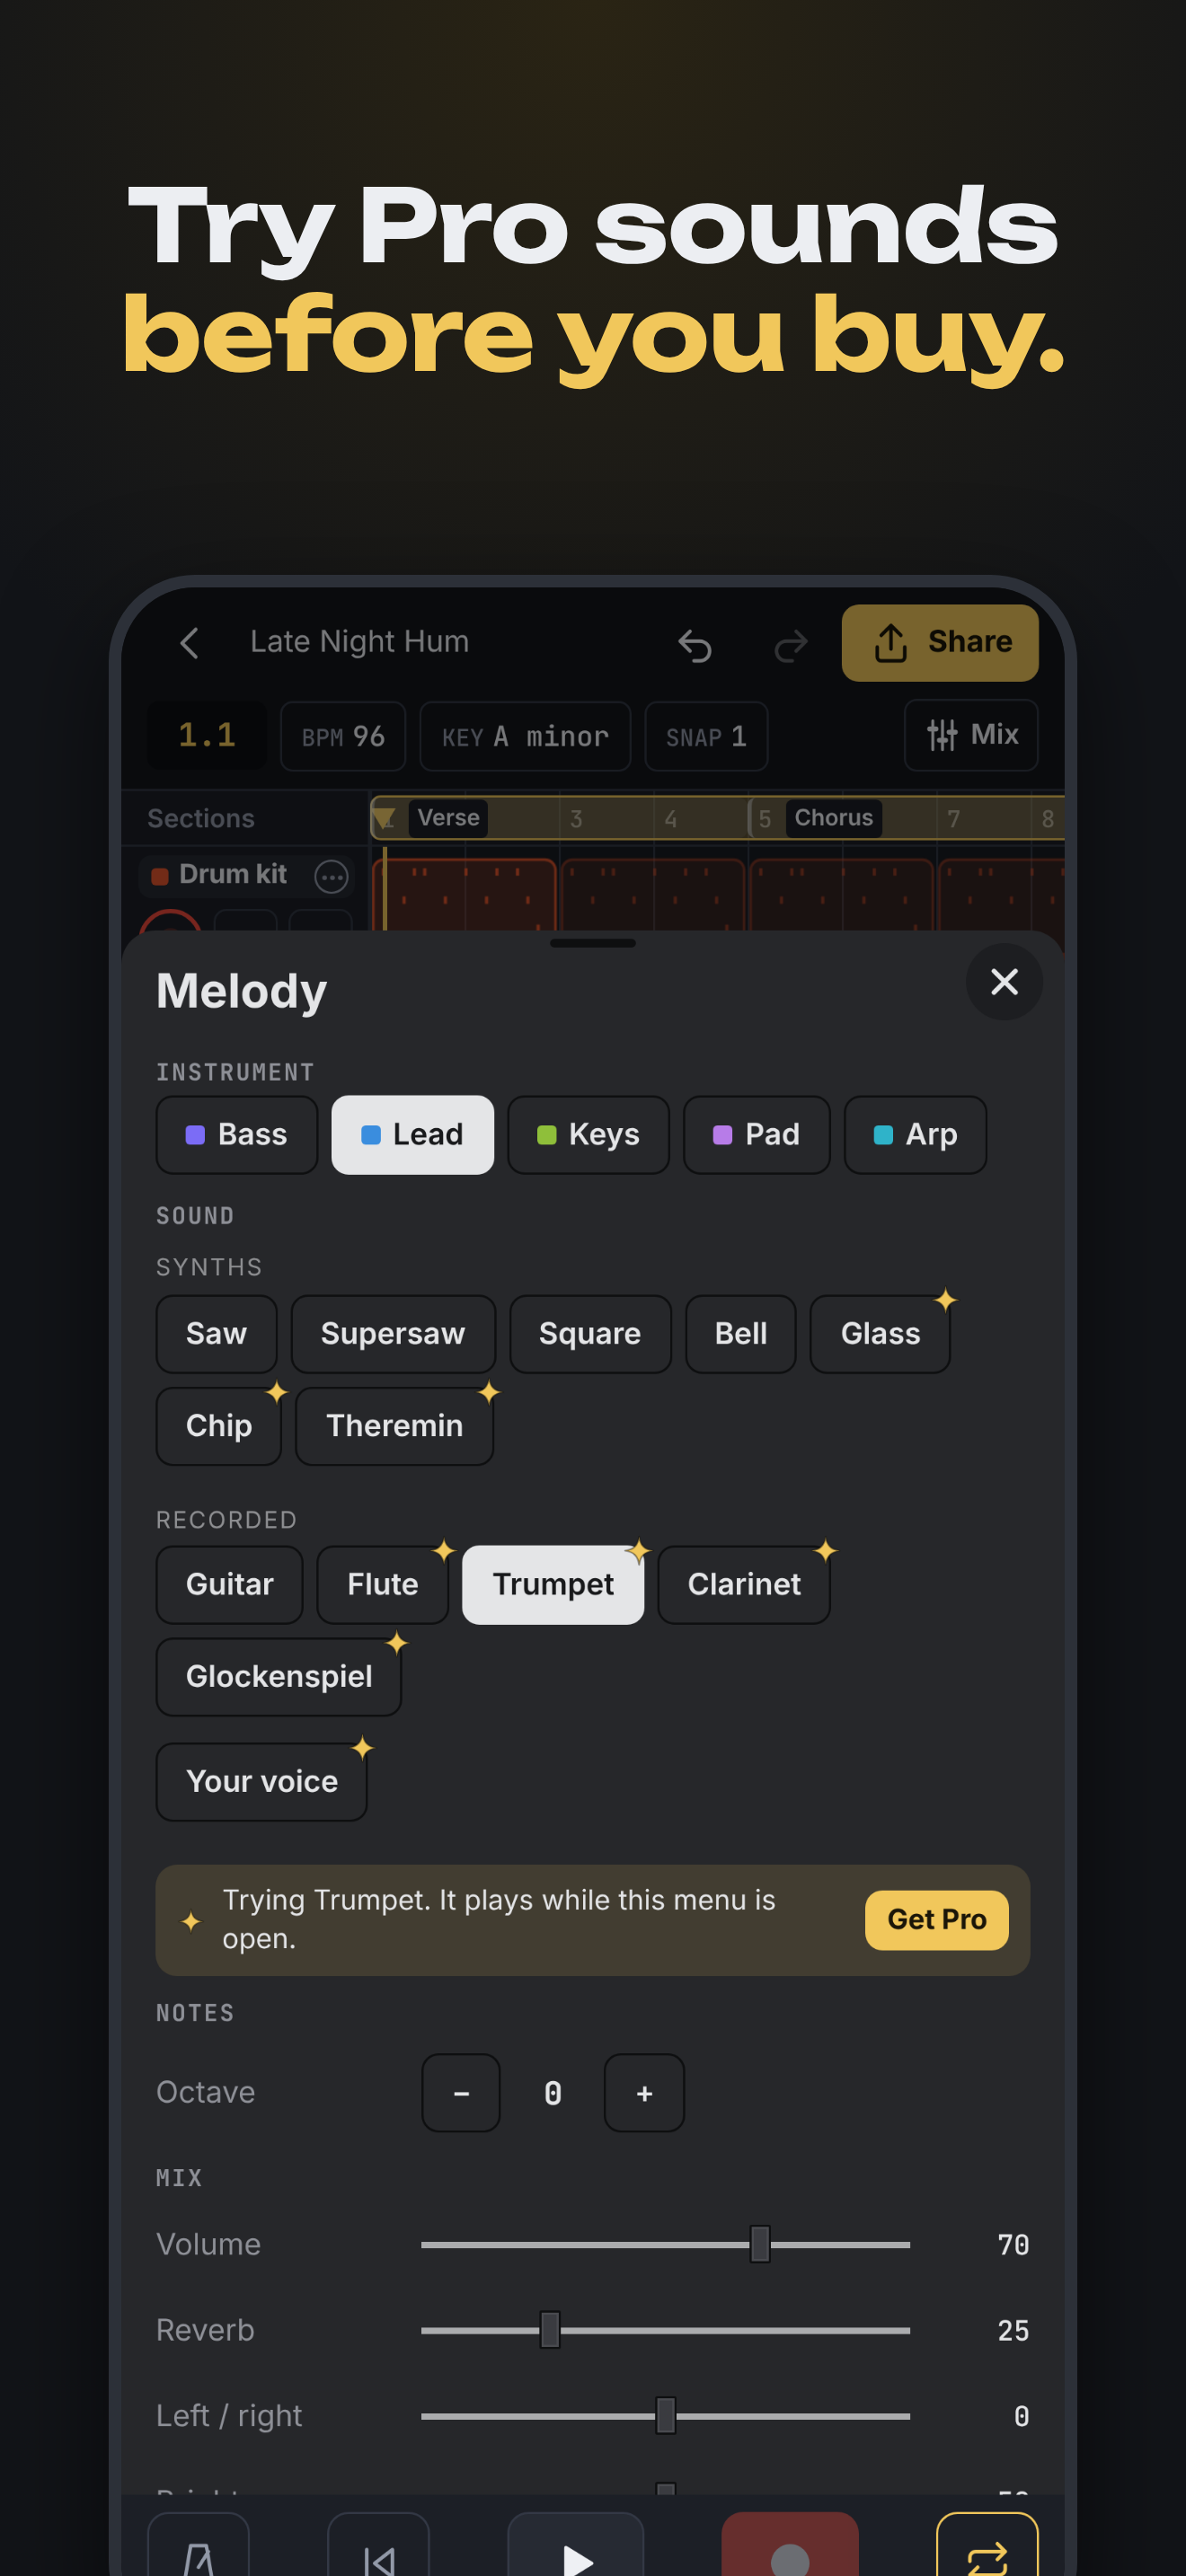 Try Pro sounds
before you buy.
Late Night Hum
Share
1.1
BPM 96
KEY A minor
SNAP 1
Mix
Sections
1 Verse 3 4 5 Chorus 7 8
Drum kit
Melody
INSTRUMENT
Bass Lead Keys Pad Arp
SOUND
SYNTHS
Saw Supersaw Square Bell Glass
Chip Theremin
RECORDED
Guitar Flute Trumpet Clarinet
Glockenspiel
Your voice
Trying Trumpet. It plays while this menu is
open.
Get Pro
NOTES
Octave − 0 +
MIX
Volume 70
Reverb 25
Left / right 0